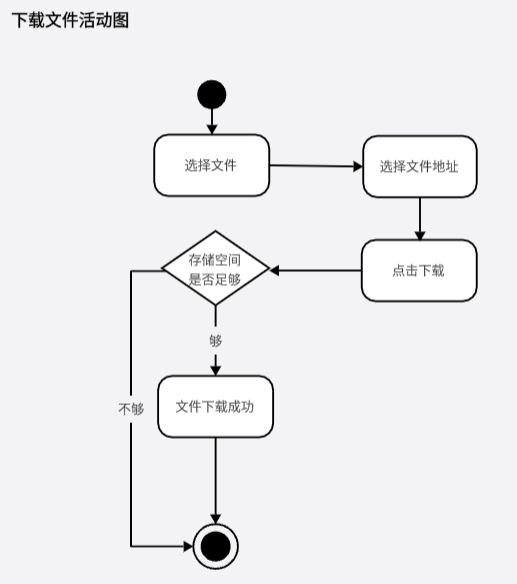 下载文件活动图
选择文件
选择文件地址
存储空间
是否足够
点击下载
够
不够
文件下载成功